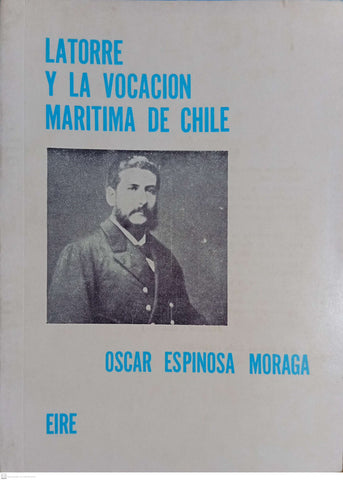 LATORRE
Y LA VOCACION
MARITIMA DE CHILE
OSCAR ESPINOSA MORAGA
EIRE